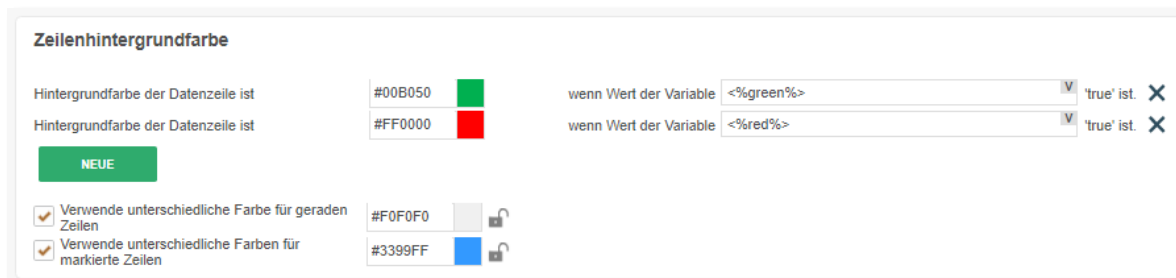 Zeilenhintergrundfarbe
Hintergrundfarbe der Datenzeile ist #00B050 wenn Wert der Variable <%green%> V 'true' ist.
Hintergrundfarbe der Datenzeile ist #FF0000 wenn Wert der Variable <%red%> V 'true' ist.
NEUE
Verwende unterschiedliche Farbe für geraden
Zeilen
#F0F0F0
Verwende unterschiedliche Farben für
markierte Zeilen
#3399FF